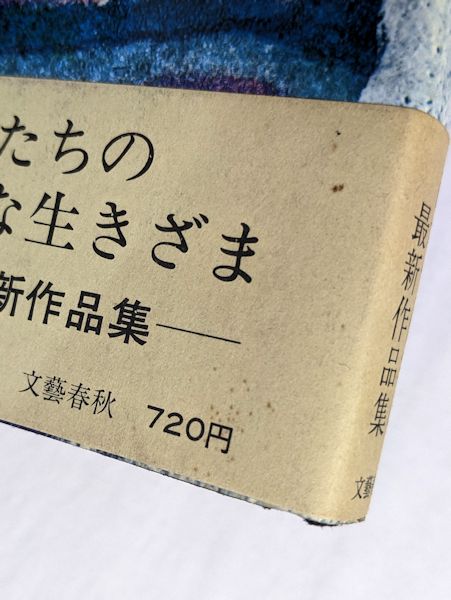 たちの
な生きざま
新作品集――
文藝春秋 720円
最新作品集
文藝